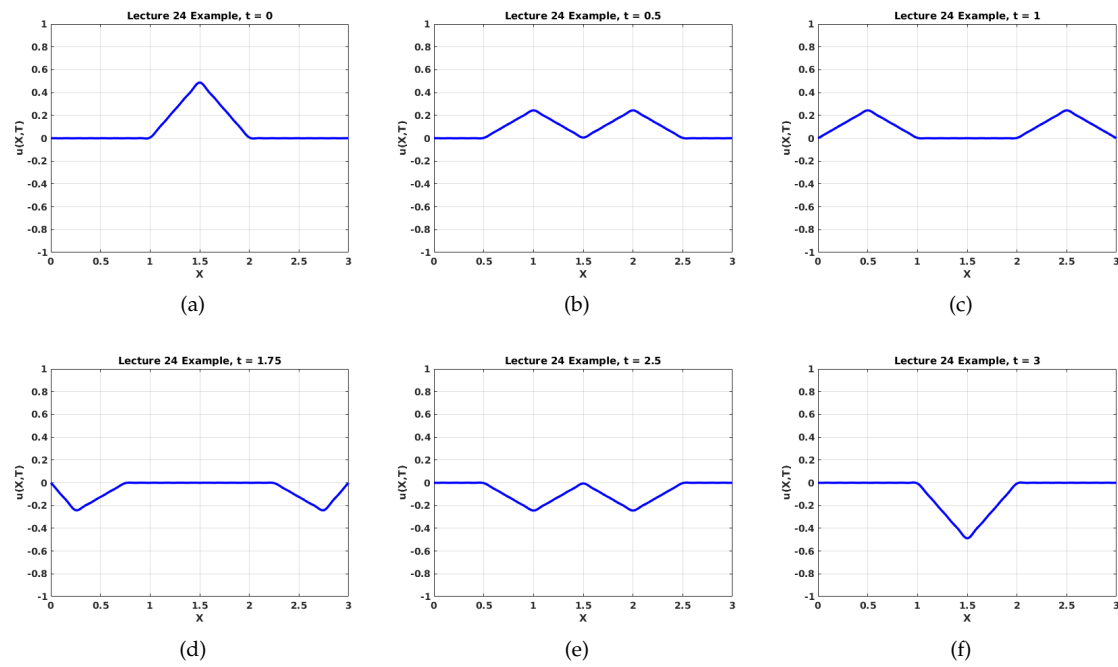 Lecture 24 Example, t = 0
1
0.8
0.6
0.4
0.2
0
-0.2
-0.4
-0.6
-0.8
-1
u(X,T)
0 0.5 1 1.5 2 2.5 3
X
(a)
Lecture 24 Example, t = 0.5
1
0.8
0.6
0.4
0.2
0
-0.2
-0.4
-0.6
-0.8
-1
u(X,T)
0 0.5 1 1.5 2 2.5 3
X
(b)
Lecture 24 Example, t = 1
1
0.8
0.6
0.4
0.2
0
-0.2
-0.4
-0.6
-0.8
-1
u(X,T)
0 0.5 1 1.5 2 2.5 3
X
(c)
Lecture 24 Example, t = 1.75
1
0.8
0.6
0.4
0.2
0
-0.2
-0.4
-0.6
-0.8
-1
u(X,T)
0 0.5 1 1.5 2 2.5 3
X
(d)
Lecture 24 Example, t = 2.5
1
0.8
0.6
0.4
0.2
0
-0.2
-0.4
-0.6
-0.8
-1
u(X,T)
0 0.5 1 1.5 2 2.5 3
X
(e)
Lecture 24 Example, t = 3
1
0.8
0.6
0.4
0.2
0
-0.2
-0.4
-0.6
-0.8
-1
u(X,T)
0 0.5 1 1.5 2 2.5 3
X
(f)